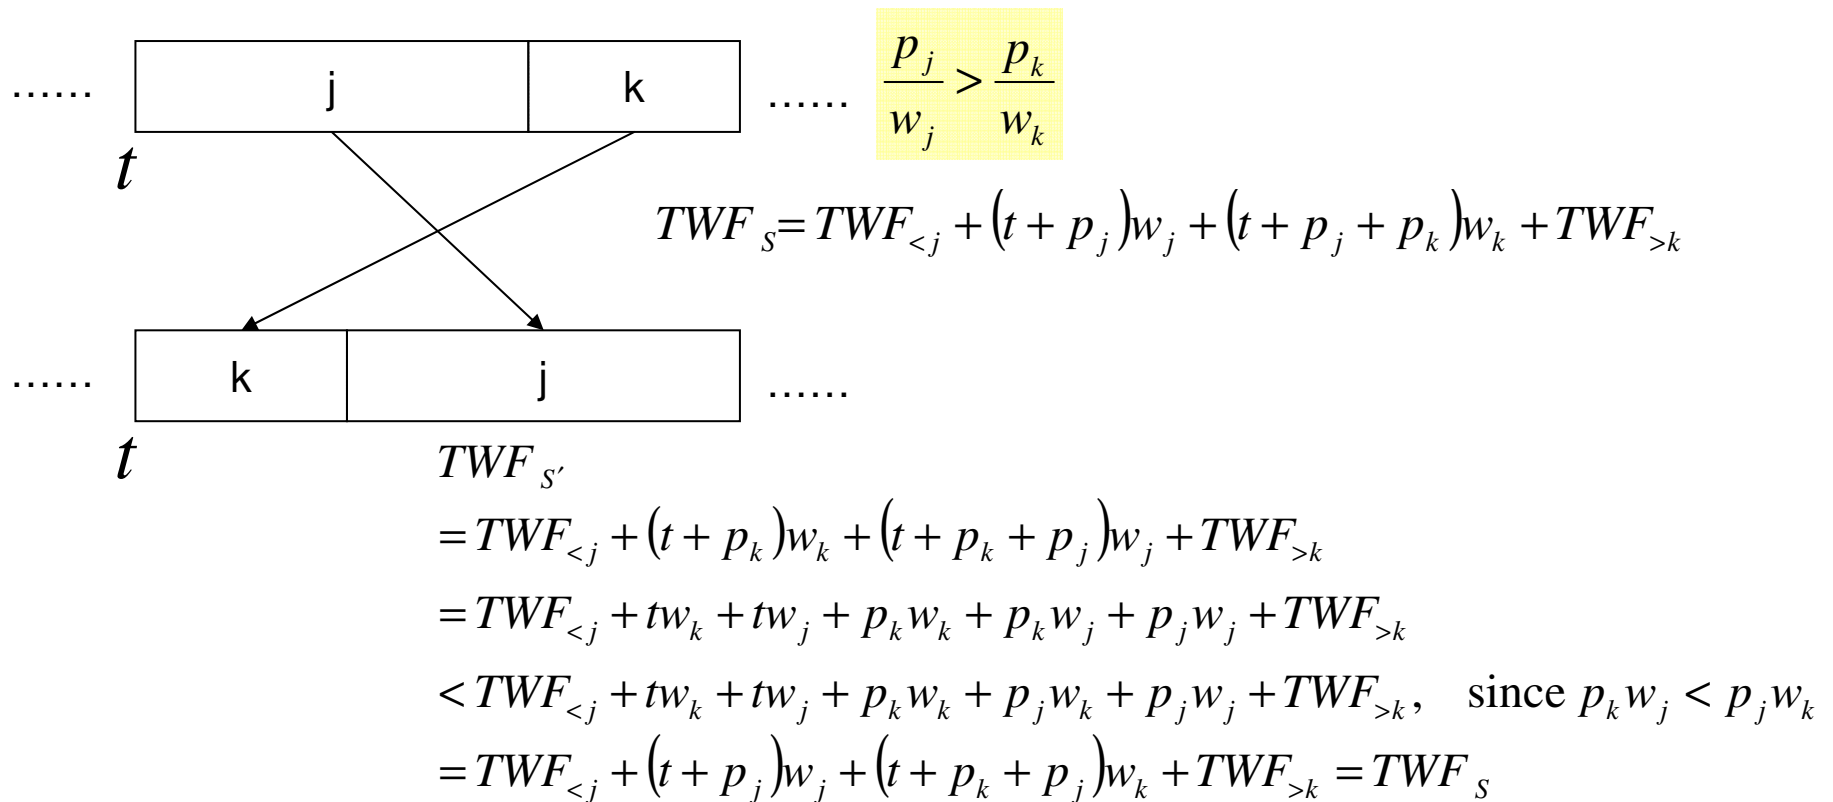 ...... j k ...... p_j / w_j > p_k / w_k
t
TWF_S = TWF_{<j} + (t + p_j)w_j + (t + p_j + p_k)w_k + TWF_{>k}
...... k j ......
t
TWF_{S′}
= TWF_{<j} + (t + p_k)w_k + (t + p_k + p_j)w_j + TWF_{>k}
= TWF_{<j} + tw_k + tw_j + p_k w_k + p_k w_j + p_j w_j + TWF_{>k}
< TWF_{<j} + tw_k + tw_j + p_k w_k + p_j w_k + p_j w_j + TWF_{>k}, since p_k w_j < p_j w_k
= TWF_{<j} + (t + p_j)w_j + (t + p_k + p_j)w_k + TWF_{>k} = TWF_S